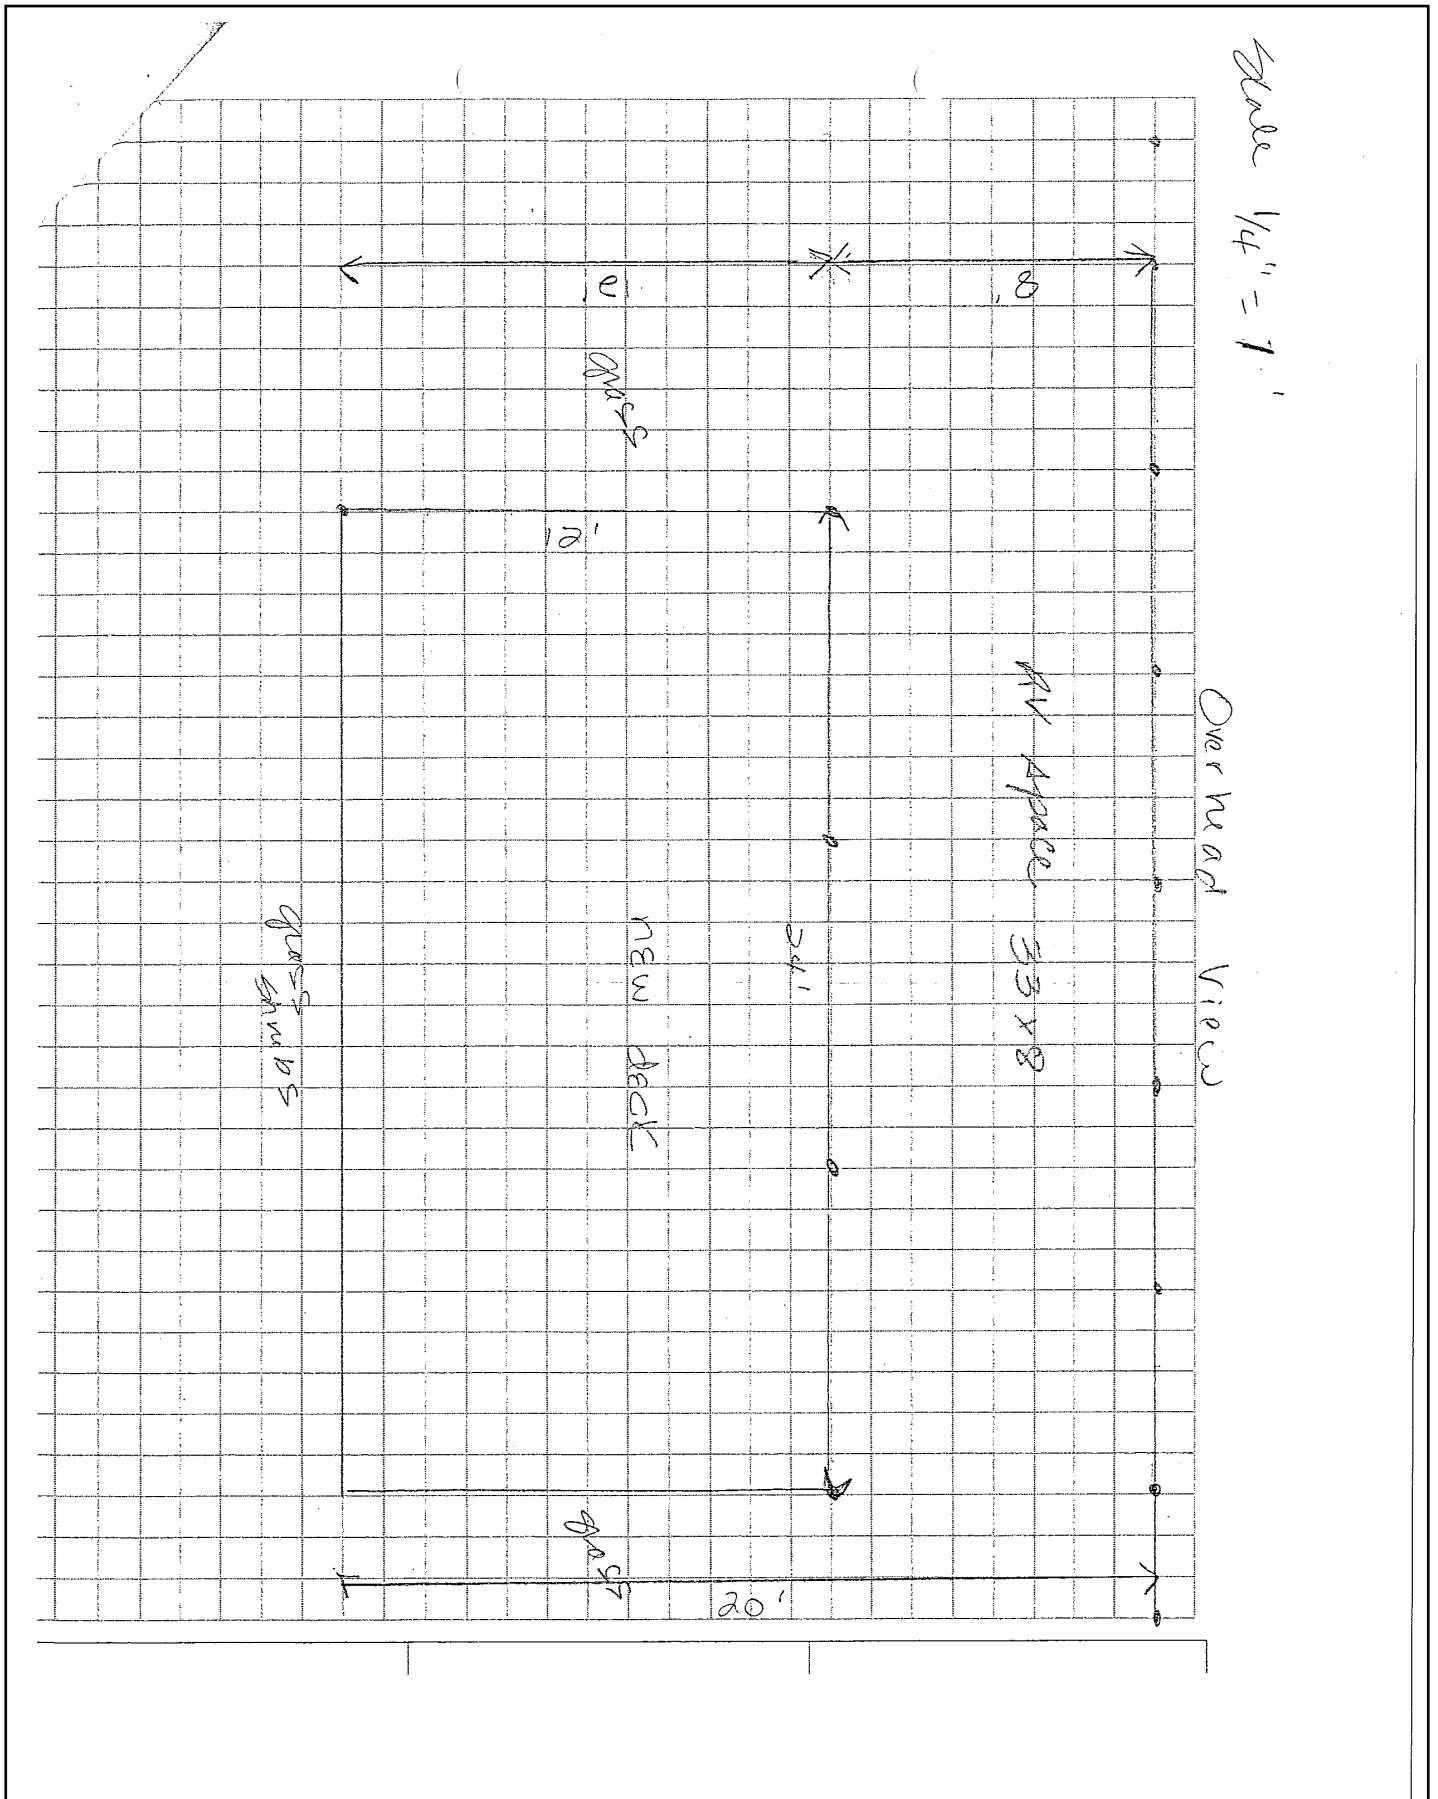 Scale 1/4" = 1'
Overhead View
8'
RV Space 33 x 8
12'
grass
24'
12'
new deck
grass
20'
grass
shrubs